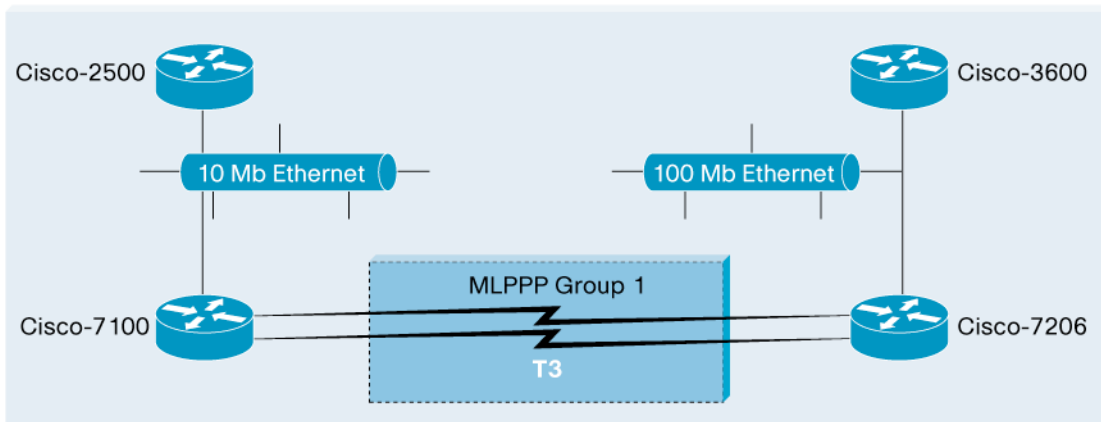 Cisco-2500
Cisco-3600
10 Mb Ethernet
100 Mb Ethernet
MLPPP Group 1
Cisco-7100
Cisco-7206
T3